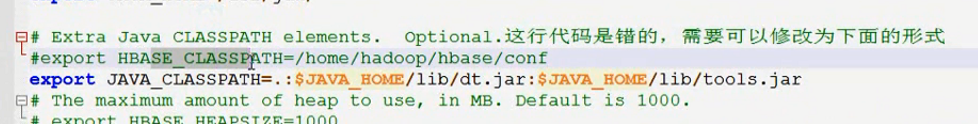 # Extra Java CLASSPATH elements.  Optional.这行代码是错的，需要可以修改为下面的形式
#export HBASE_CLASSPATH=/home/hadoop/hbase/conf
export JAVA_CLASSPATH=.:$JAVA_HOME/lib/dt.jar:$JAVA_HOME/lib/tools.jar
# The maximum amount of heap to use, in MB. Default is 1000.
# export HBASE_HEAPSIZE=1000